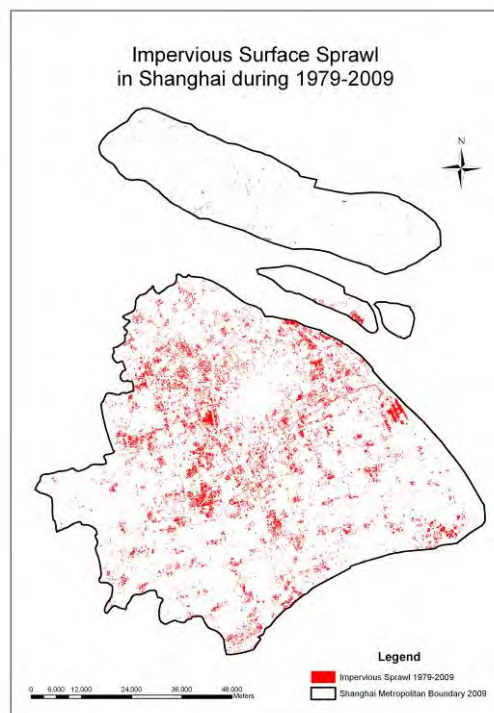 Impervious Surface Sprawl
in Shanghai during 1979-2009
N
Legend
Impervious Sprawl 1979-2009
Shanghai Metropolitan Boundary 2009
0 6,000 12,000 24,000 36,000 48,000
Meters